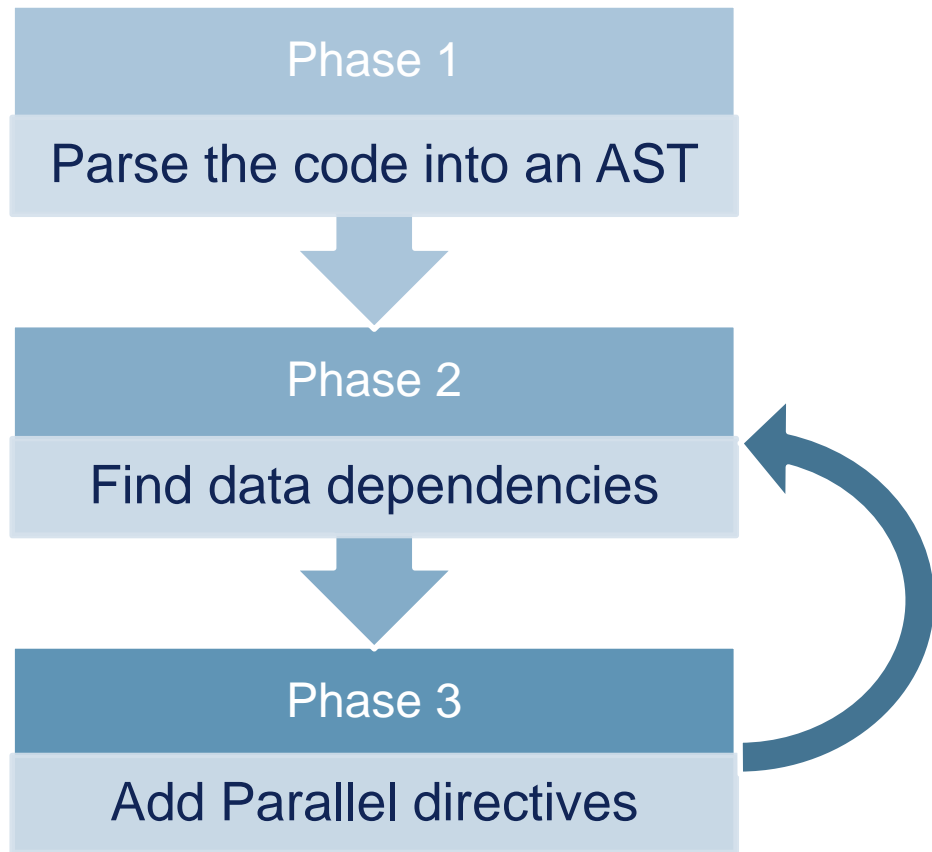 Phase 1
Parse the code into an AST
Phase 2
Find data dependencies
Phase 3
Add Parallel directives